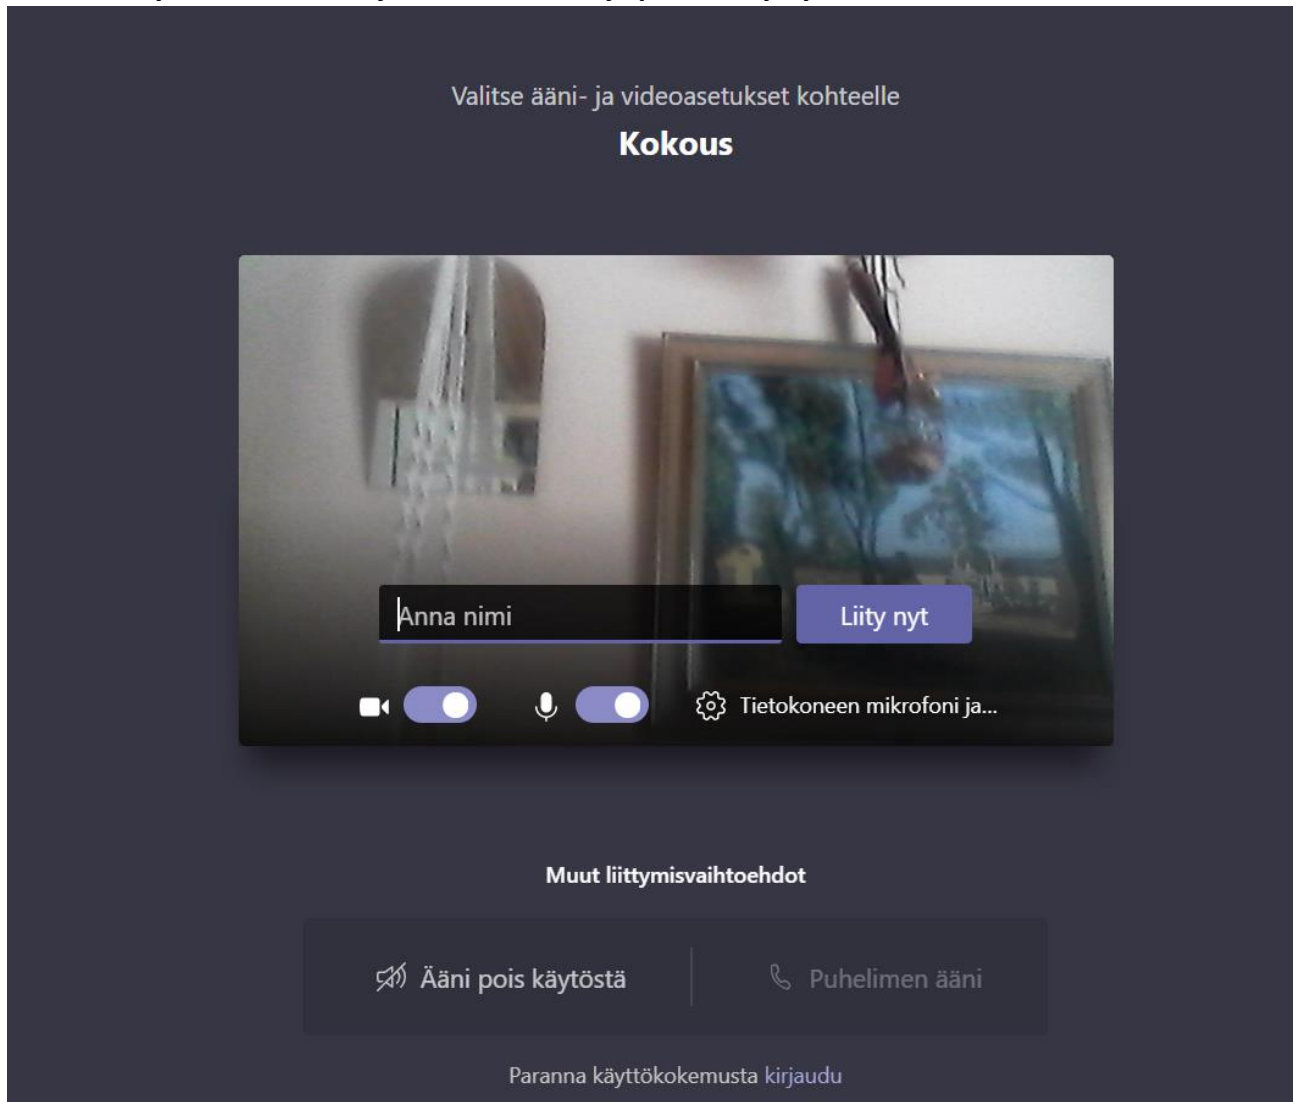 Valitse ääni- ja videoasetukset kohteelle
Kokous
Anna nimi
Liity nyt
Tietokoneen mikrofoni ja...
Muut liittymisvaihtoehdot
Ääni pois käytöstä
Puhelimen ääni
Paranna käyttökokemusta kirjaudu